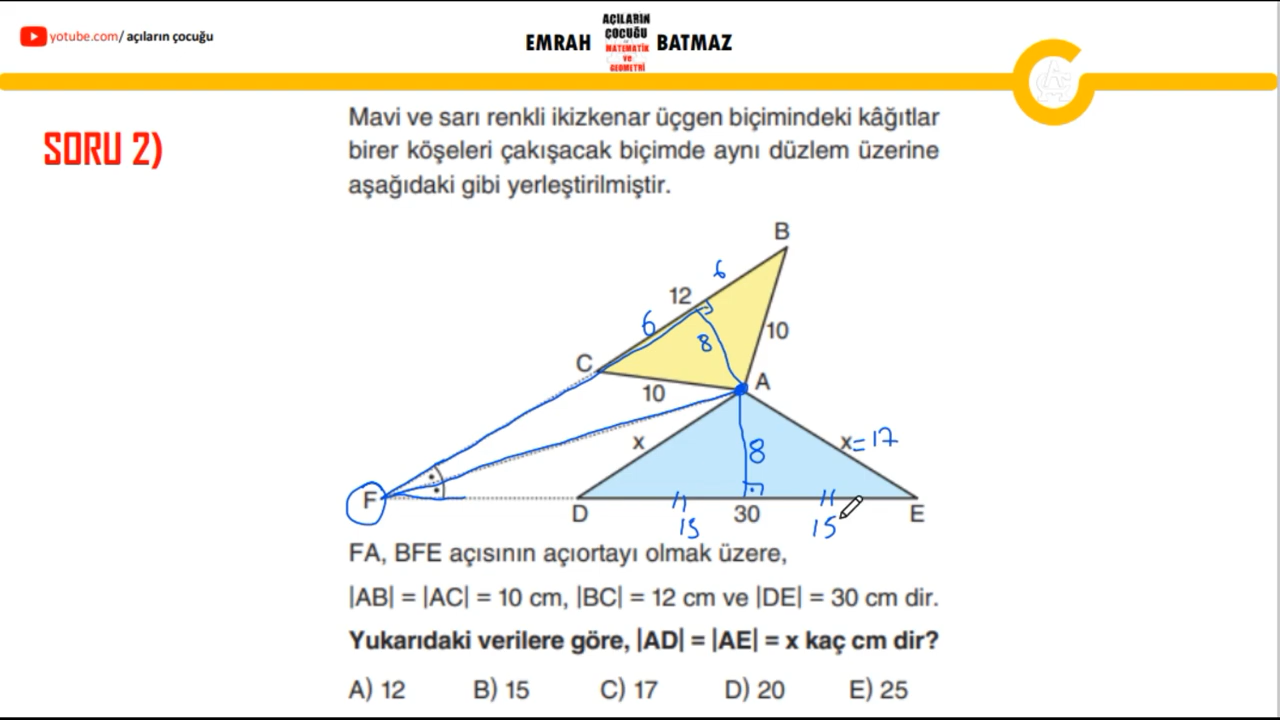 yotube.com/ açıların çocuğu
EMRAH
AÇILARIN
ÇOCUĞU
MATEMATİK
ve
GEOMETRİ
BATMAZ
SORU 2)
Mavi ve sarı renkli ikizkenar üçgen biçimindeki kâğıtlar
birer köşeleri çakışacak biçimde aynı düzlem üzerine
aşağıdaki gibi yerleştirilmiştir.
B
6
12
6
10
8
C
A
10
x
8
x=17
F
D
30
E
15
15
FA, BFE açısının açıortayı olmak üzere,
|AB| = |AC| = 10 cm, |BC| = 12 cm ve |DE| = 30 cm dir.
Yukarıdaki verilere göre, |AD| = |AE| = x kaç cm dir?
A) 12 B) 15 C) 17 D) 20 E) 25